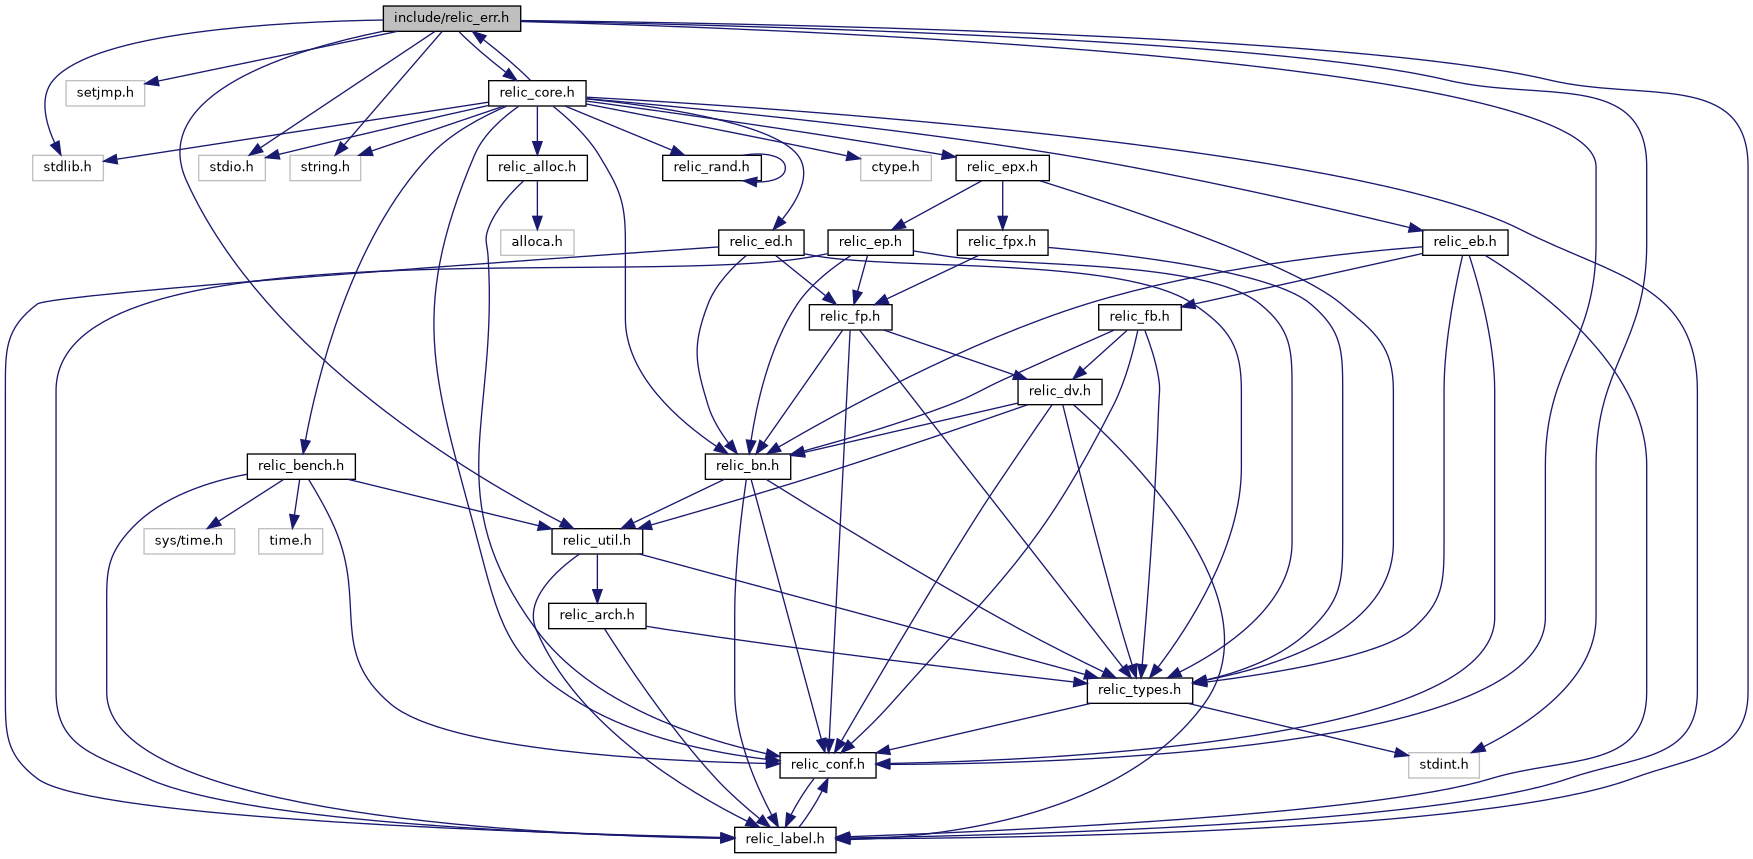 include/relic_err.h
setjmp.h
relic_core.h
stdlib.h
stdio.h
string.h
relic_alloc.h
relic_rand.h
ctype.h
relic_epx.h
alloca.h
relic_ed.h
relic_ep.h
relic_fpx.h
relic_eb.h
relic_fp.h
relic_fb.h
relic_dv.h
relic_bench.h
relic_bn.h
sys/time.h
time.h
relic_util.h
relic_arch.h
relic_types.h
relic_conf.h
stdint.h
relic_label.h